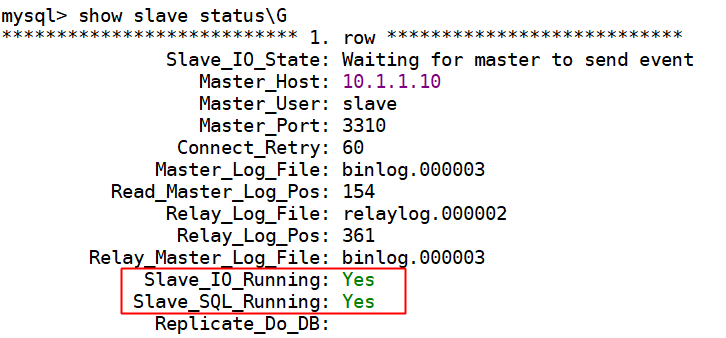 mysql> show slave status\G
*************************** 1. row ***************************
Slave_IO_State: Waiting for master to send event
Master_Host: 10.1.1.10
Master_User: slave
Master_Port: 3310
Connect_Retry: 60
Master_Log_File: binlog.000003
Read_Master_Log_Pos: 154
Relay_Log_File: relaylog.000002
Relay_Log_Pos: 361
Relay_Master_Log_File: binlog.000003
Slave_IO_Running: Yes
Slave_SQL_Running: Yes
Replicate_Do_DB: